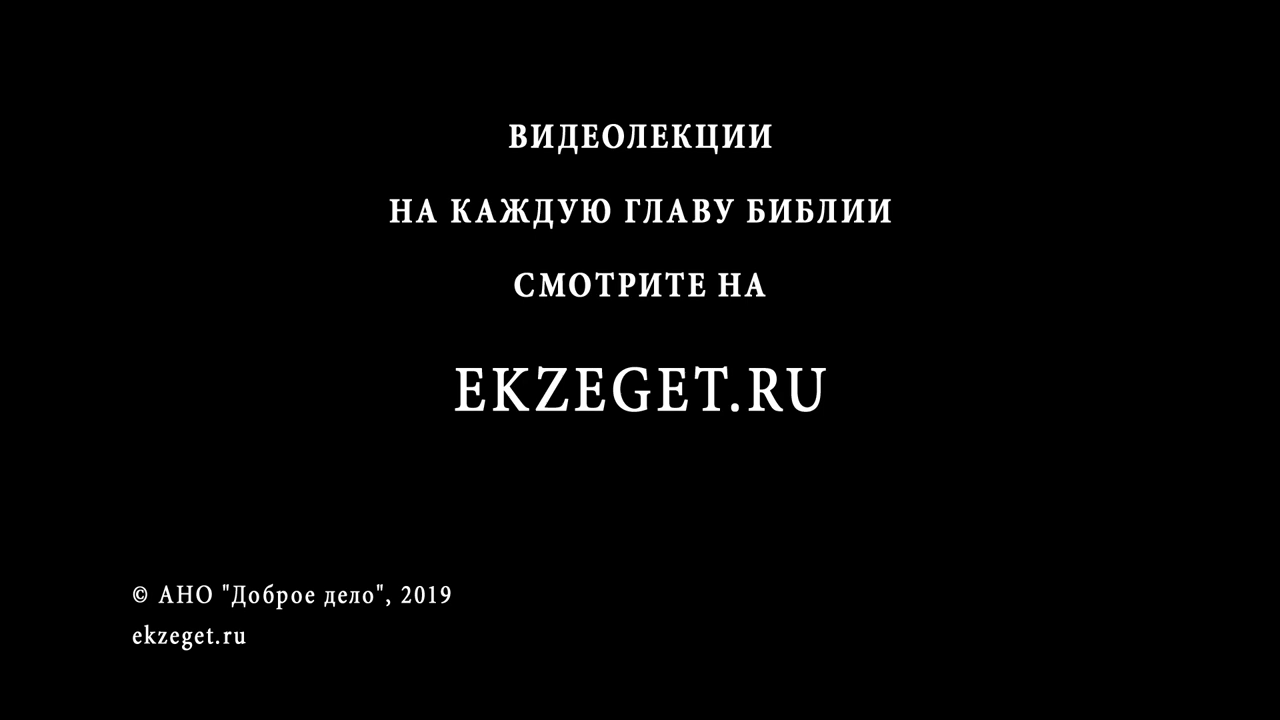 ВИДЕОЛЕКЦИИ
НА КАЖДУЮ ГЛАВУ БИБЛИИ
СМОТРИТЕ НА
EKZEGET.RU
© АНО "Доброе дело", 2019
ekzeget.ru